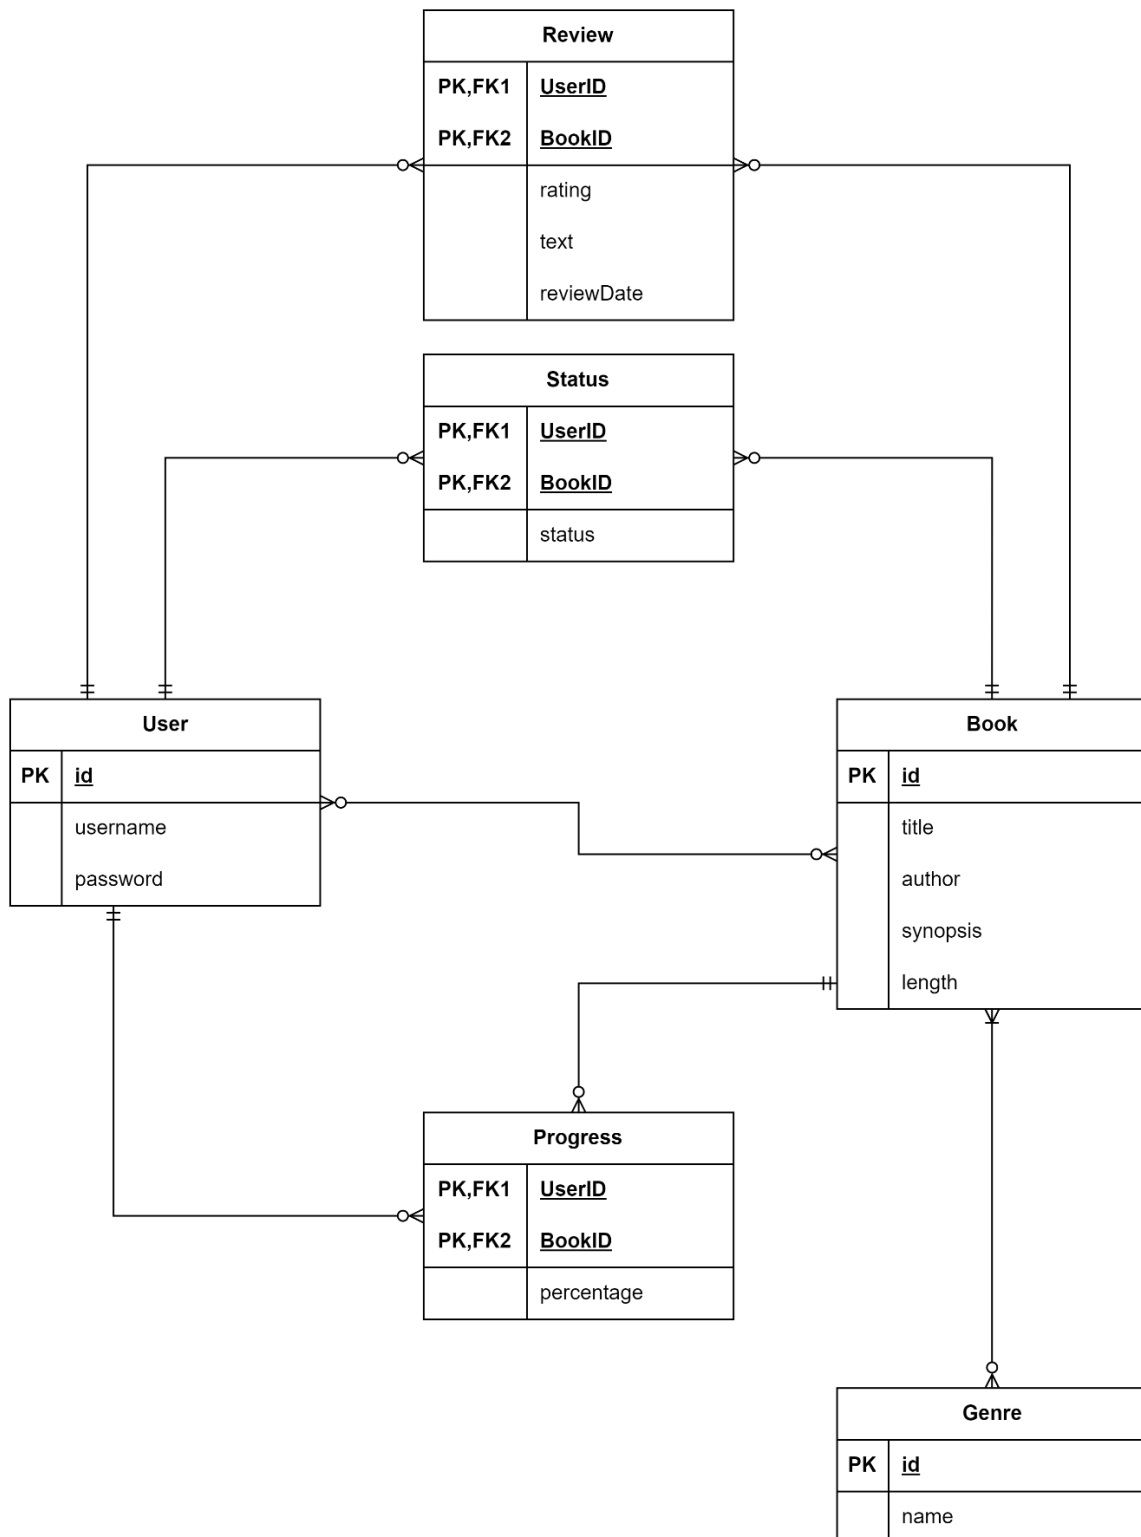 Review
PK,FK1 UserID
PK,FK2 BookID
rating
text
reviewDate
Status
PK,FK1 UserID
PK,FK2 BookID
status
User
PK id
username
password
Book
PK id
title
author
synopsis
length
Progress
PK,FK1 UserID
PK,FK2 BookID
percentage
Genre
PK id
name